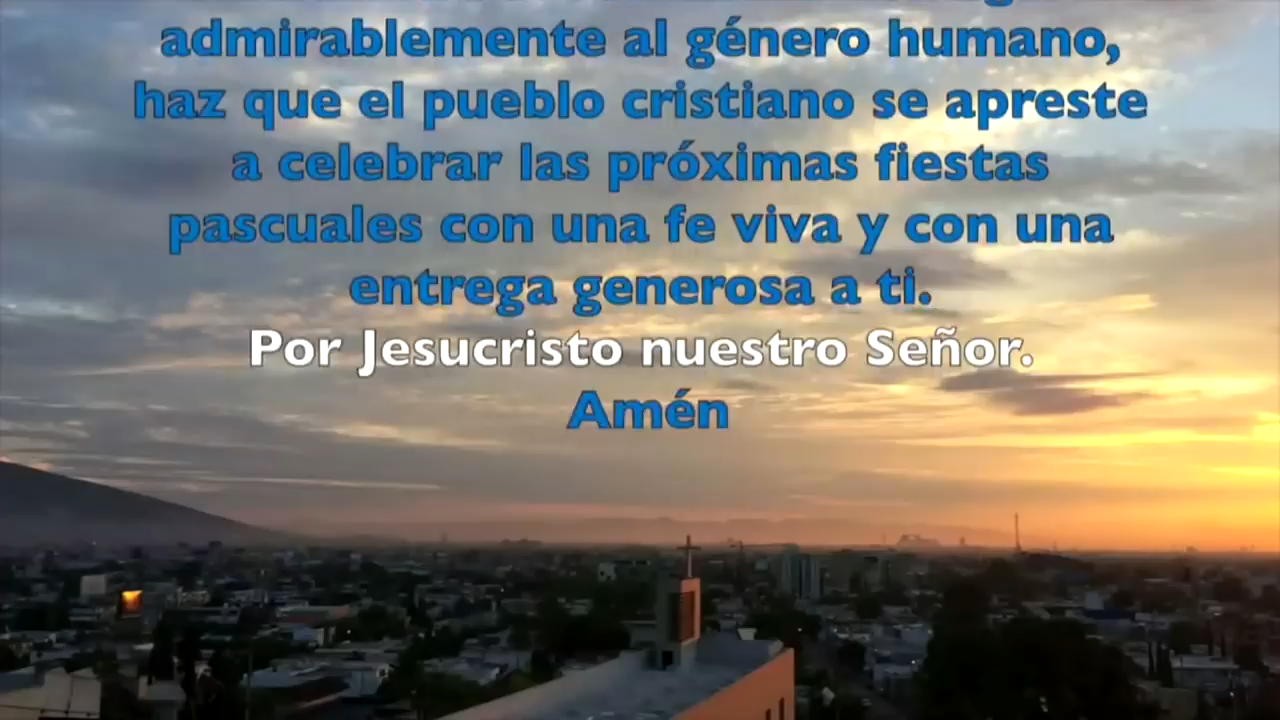 admirablemente al género humano,
haz que el pueblo cristiano se apreste
a celebrar las próximas fiestas
pascuales con una fe viva y con una
entrega generosa a ti.
Por Jesucristo nuestro Señor.
Amén